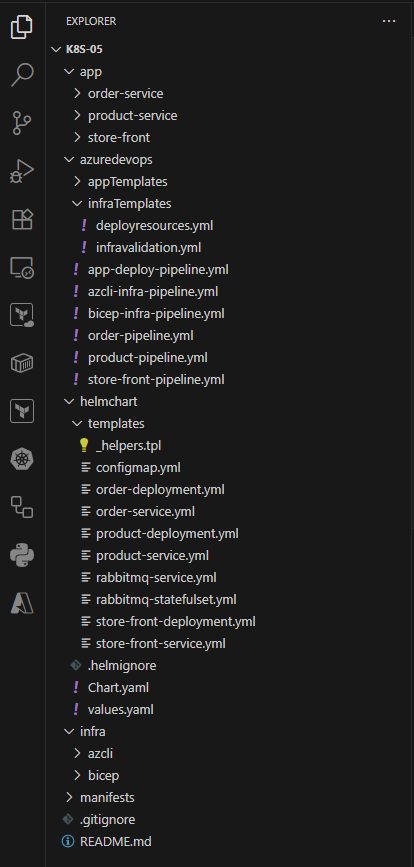 EXPLORER
K8S-05
app
order-service
product-service
store-front
azuredevops
appTemplates
infraTemplates
! deployresources.yml
! infravalidation.yml
! app-deploy-pipeline.yml
! azcli-infra-pipeline.yml
! bicep-infra-pipeline.yml
! order-pipeline.yml
! product-pipeline.yml
! store-front-pipeline.yml
helmchart
templates
_helpers.tpl
configmap.yml
order-deployment.yml
order-service.yml
product-deployment.yml
product-service.yml
rabbitmq-service.yml
rabbitmq-statefulset.yml
store-front-deployment.yml
store-front-service.yml
.helmignore
! Chart.yaml
! values.yaml
infra
azcli
bicep
manifests
.gitignore
README.md